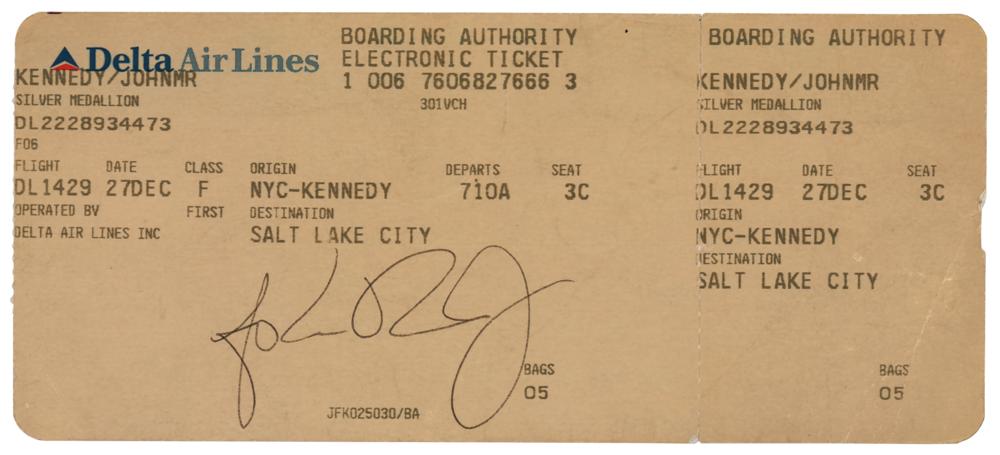 Delta Air Lines
BOARDING AUTHORITY
ELECTRONIC TICKET
KENNEDY/JOHNMR
1 006 7606827666 3
SILVER MEDALLION
301VCH
DL2228934473
F06
FLIGHT DATE CLASS ORIGIN DEPARTS SEAT
DL1429 27DEC F NYC-KENNEDY 710A 3C
OPERATED BY FIRST DESTINATION
DELTA AIR LINES INC SALT LAKE CITY
BAGS
05
JFK025030/BA
BOARDING AUTHORITY
KENNEDY/JOHNMR
SILVER MEDALLION
DL2228934473
FLIGHT DATE SEAT
DL1429 27DEC 3C
ORIGIN
NYC-KENNEDY
DESTINATION
SALT LAKE CITY
BAGS
05